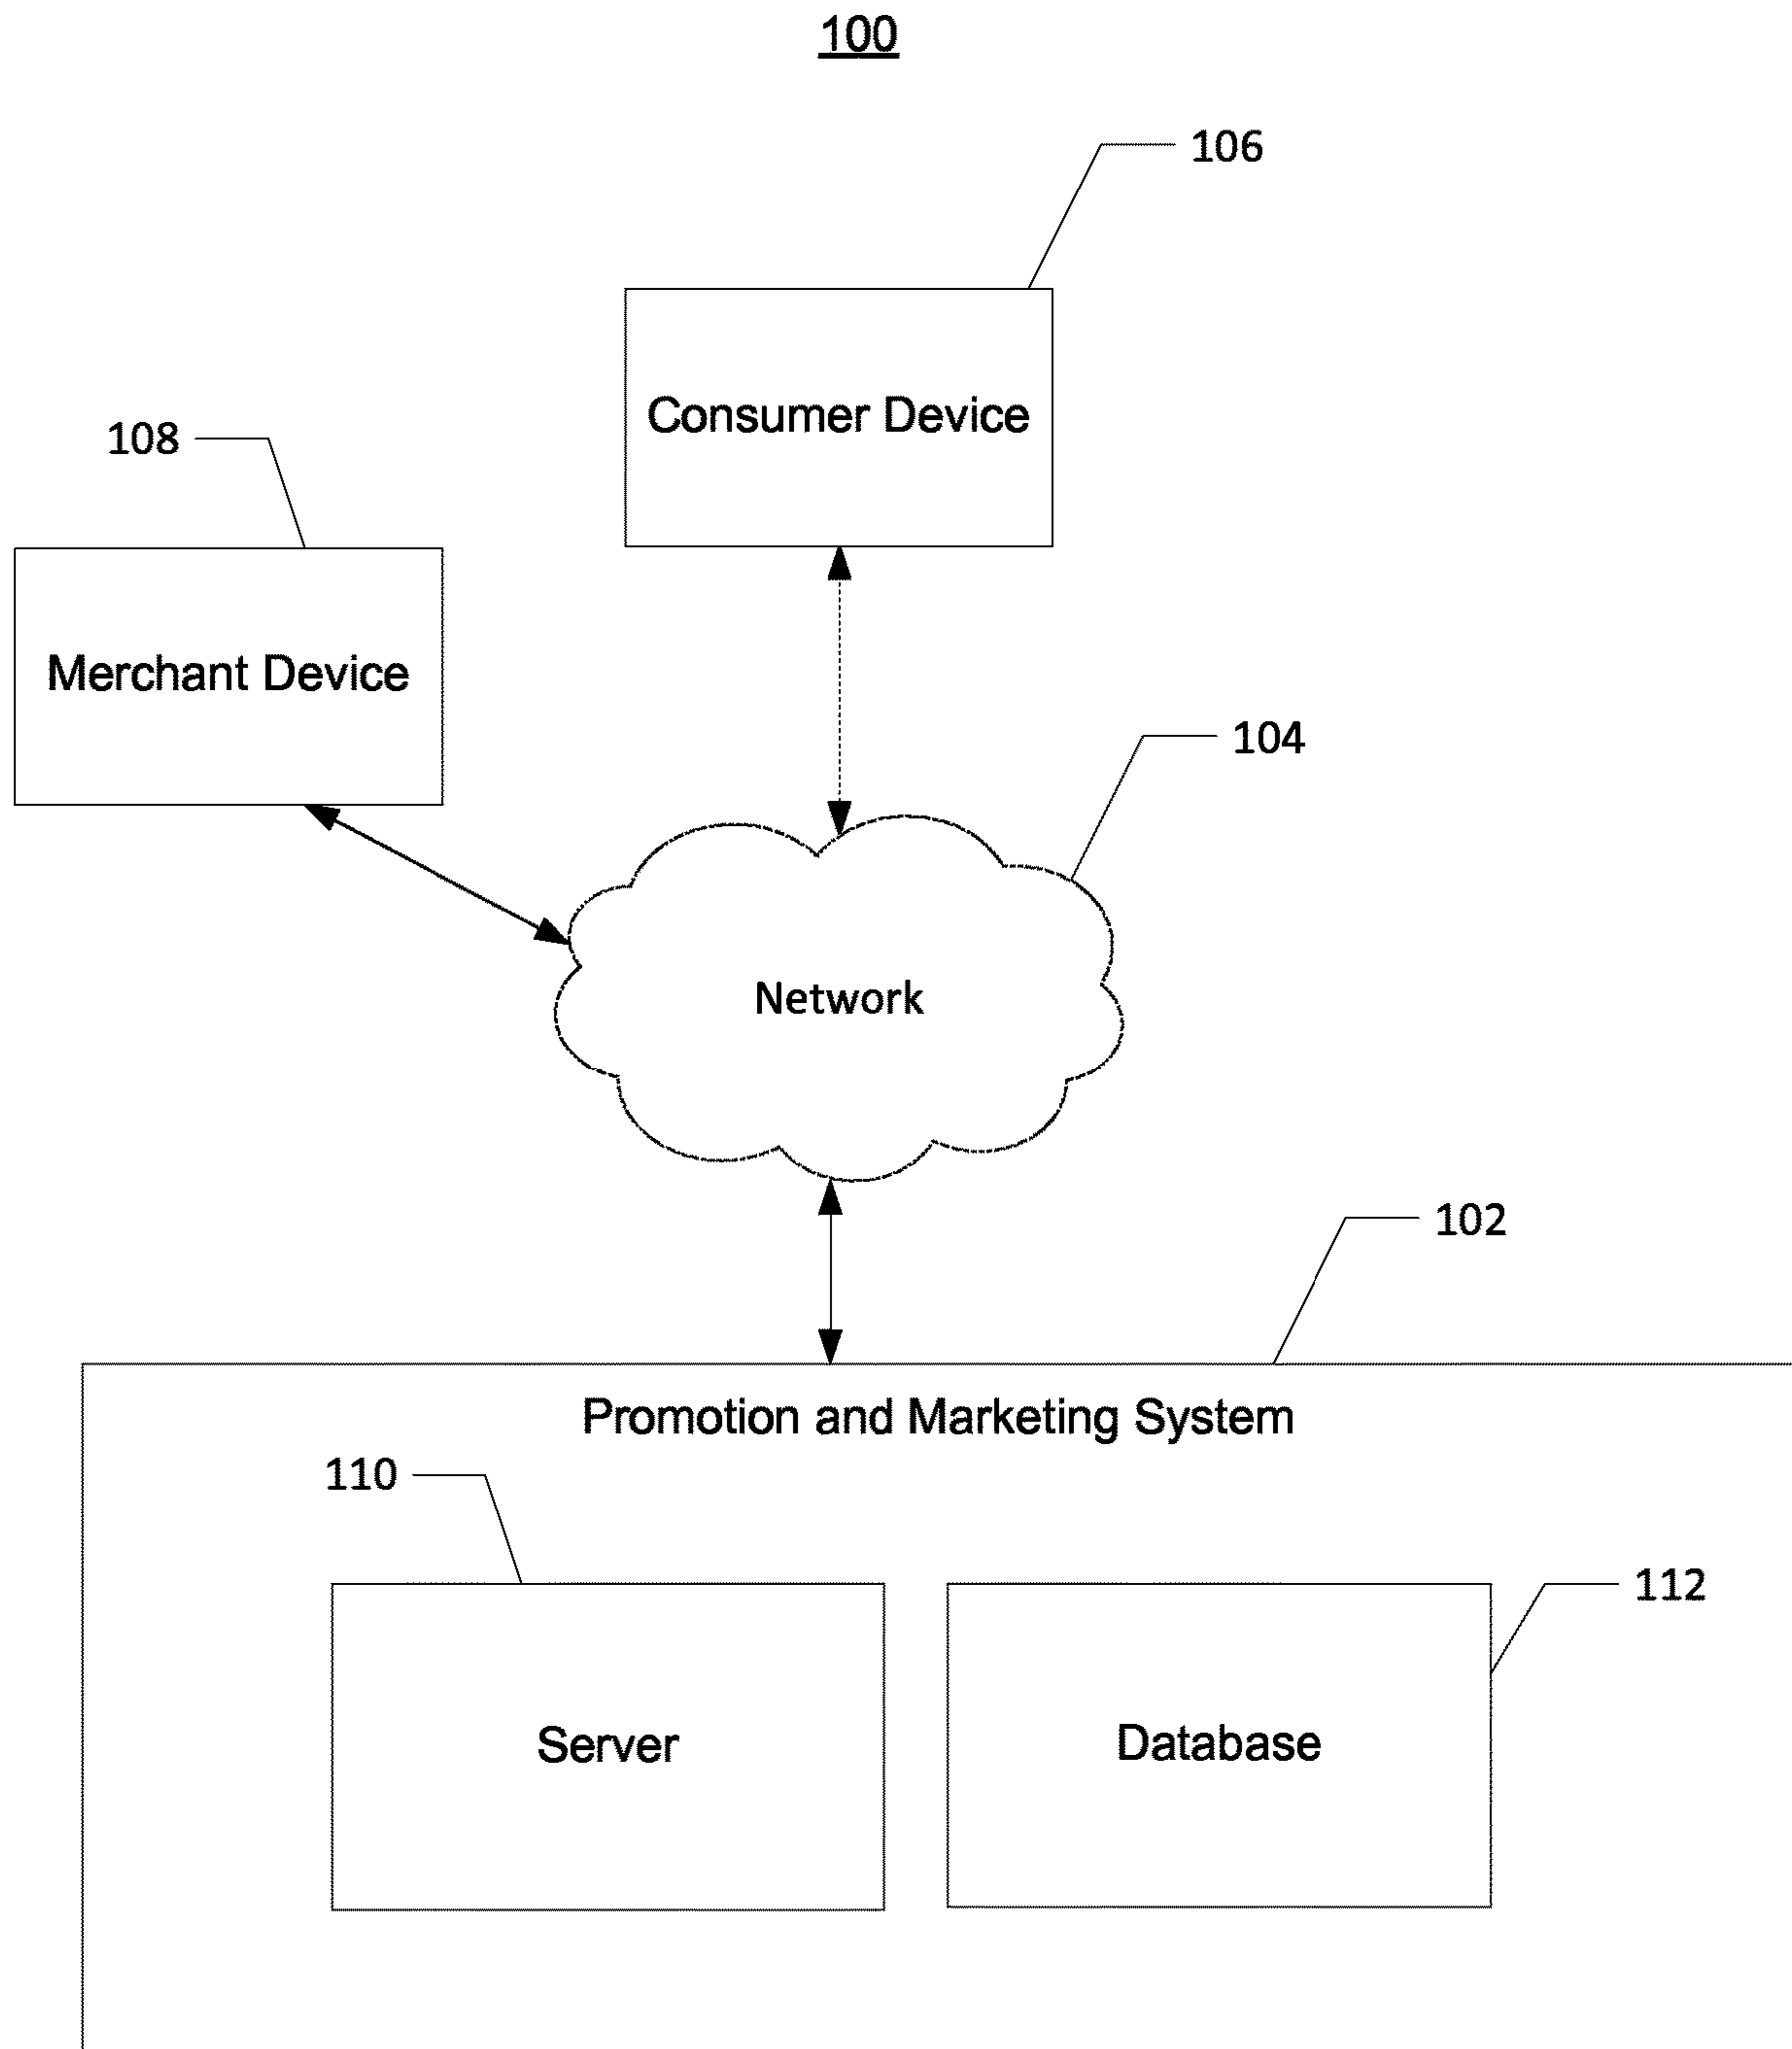 100
106
Consumer Device
108
Merchant Device
104
Network
102
Promotion and Marketing System
110
112
Server
Database